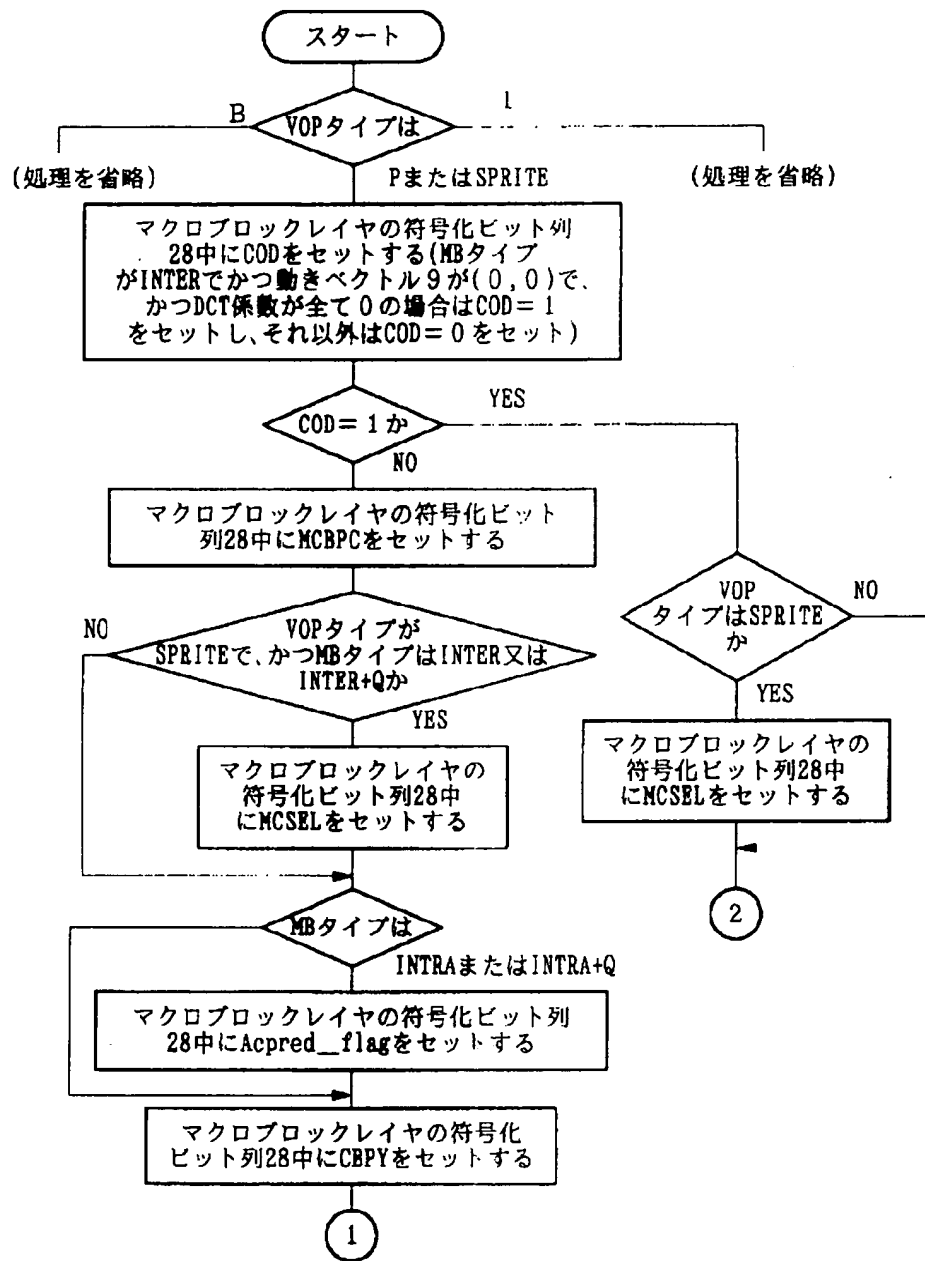 スタート
B
1
VOPタイプは
(処理を省略)
PまたはSPRITE
(処理を省略)
マクロブロックレイヤの符号化ビット列
28中にCODをセットする(MBタイプ
がINTERでかつ動きベクトル9が(0,0)で、
かつDCT係数が全て0の場合はCOD=1
をセットし、それ以外はCOD=0をセット)
COD=1か
YES
NO
マクロブロックレイヤの符号化ビット
列28中にMCBPCをセットする
VOP
タイプはSPRITE
か
NO
YES
NO
VOPタイプが
SPRITEで、かつMBタイプはINTER又は
INTER+Qか
YES
マクロブロックレイヤの
符号化ビット列28中
にMCSELをセットする
マクロブロックレイヤの
符号化ビット列28中
にMCSELをセットする
2
MBタイプは
INTRAまたはINTRA+Q
マクロブロックレイヤの符号化ビット列
28中にAcpred__flagをセットする
マクロブロックレイヤの符号化
ビット列28中にCBPYをセットする
1